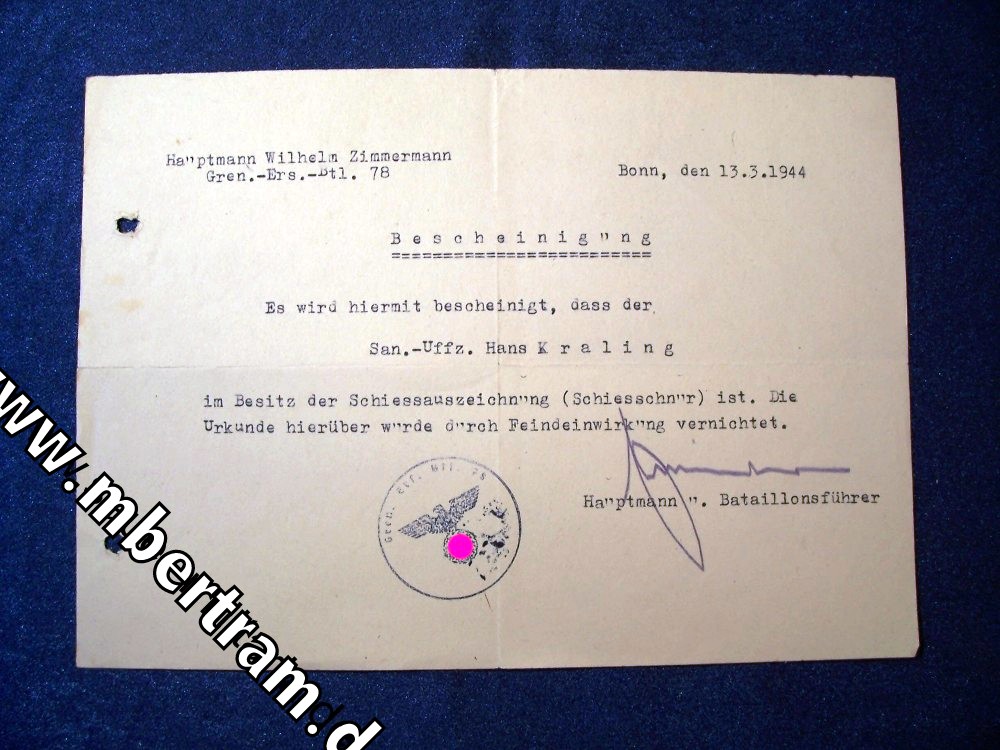 Hauptmann Wilhelm Zimmermann
Gren.-Ers.-Btl. 78
Bonn, den 13.3.1944
Bescheinigung
Es wird hiermit bescheinigt, dass der
San.-Uffz. Hans Kraling
im Besitz der Schiessauszeichnung (Schiesschnur) ist. Die
Urkunde hierüber wurde durch Feindeinwirkung vernichtet.
Hauptmann u. Bataillonsführer
www.mbertram.d